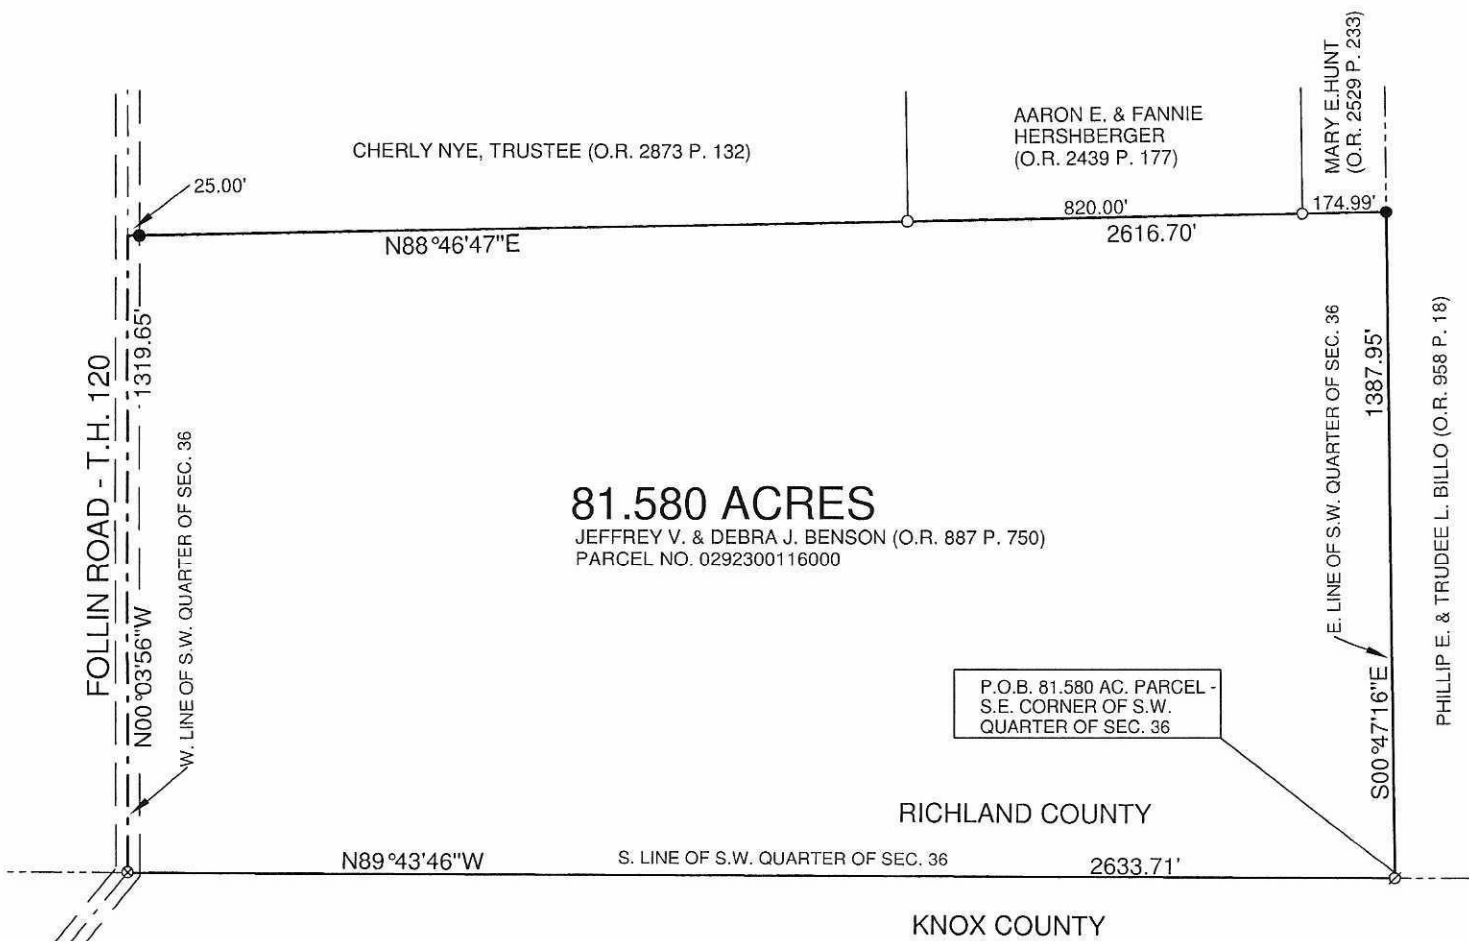 MARY E.HUNT
(O.R. 2529 P. 233)
AARON E. & FANNIE
HERSHBERGER
(O.R. 2439 P. 177)
CHERLY NYE, TRUSTEE (O.R. 2873 P. 132)
25.00'
820.00'
174.99'
N88°46'47"E
2616.70'
FOLLIN ROAD - T.H. 120
1319.65'
N00°03'56"W
W. LINE OF S.W. QUARTER OF SEC. 36
81.580 ACRES
JEFFREY V. & DEBRA J. BENSON (O.R. 887 P. 750)
PARCEL NO. 0292300116000
E. LINE OF S.W. QUARTER OF SEC. 36
1387.95'
S00°47'16"E
PHILLIP E. & TRUDEE L. BILLO (O.R. 958 P. 18)
P.O.B. 81.580 AC. PARCEL -
S.E. CORNER OF S.W.
QUARTER OF SEC. 36
RICHLAND COUNTY
N89°43'46"W
S. LINE OF S.W. QUARTER OF SEC. 36
2633.71'
KNOX COUNTY